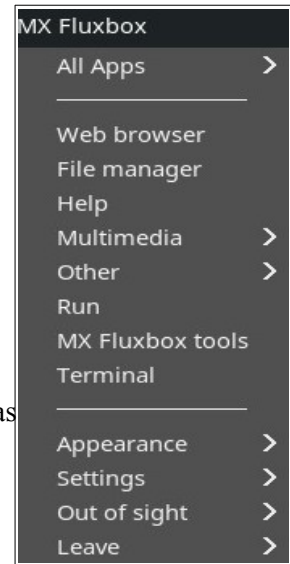 MX Fluxbox
All Apps
Web browser
File manager
Help
Multimedia
Other
Run
MX Fluxbox tools
Terminal
as
Appearance
Settings
Out of sight
Leave